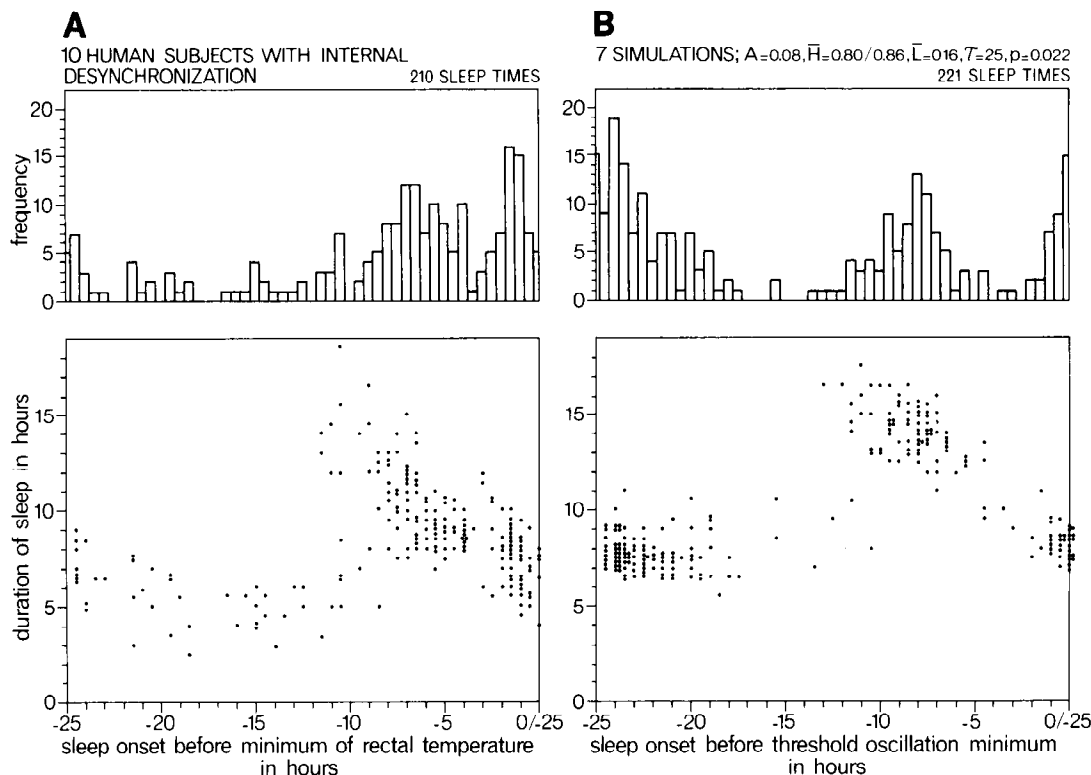 A
10 HUMAN SUBJECTS WITH INTERNAL
DESYNCHRONIZATION
210 SLEEP TIMES
20
15
10
5
0
frequency
15
10
5
0
duration of sleep in hours
-25 -20 -15 -10 -5 0/-25
sleep onset before minimum of rectal temperature
in hours
B
7 SIMULATIONS; A=0.08, H̅=0.80/0.86, L̅=016, τ=25, p=0.022
221 SLEEP TIMES
20
15
10
5
0
15
10
5
0
-25 -20 -15 -10 -5 0/-25
sleep onset before threshold oscillation minimum
in hours